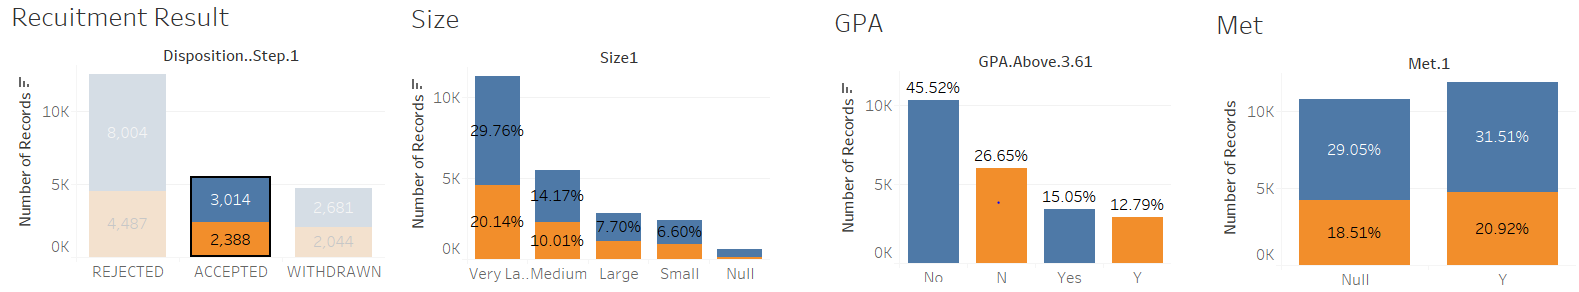 Recuitment Result
Disposition..Step.1
Number of Records
10K
5K
0K
8,004
4,487
3,014
2,388
2,681
2,044
REJECTED
ACCEPTED
WITHDRAWN
Size
Size1
Number of Records
10K
5K
0K
29.76%
20.14%
14.17%
10.01%
7.70%
6.60%
Very La..
Medium
Large
Small
Null
GPA
GPA.Above.3.61
Number of Records
10K
5K
0K
45.52%
26.65%
15.05%
12.79%
No
N
Yes
Y
Met
Met.1
Number of Records
10K
5K
0K
29.05%
18.51%
31.51%
20.92%
Null
Y